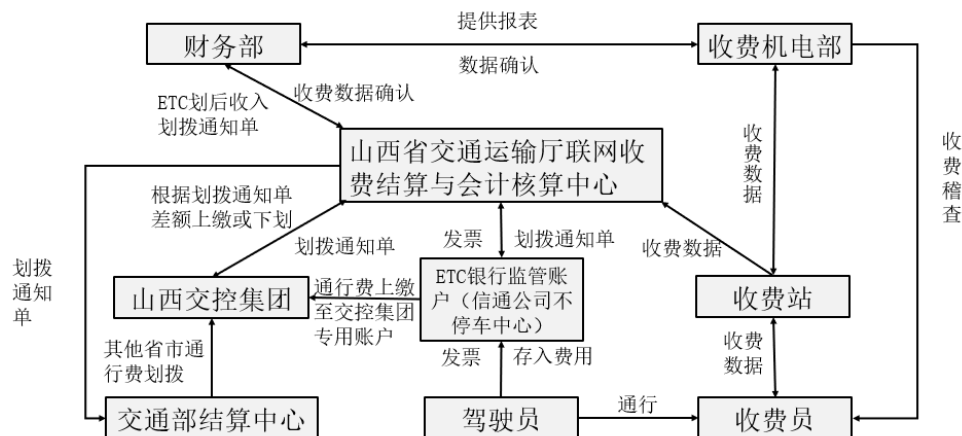 提供报表
财务部
收费机电部
数据确认
ETC划后收入
划拨通知单
收费数据确认
山西省交通运输厅联网收
费结算与会计核算中心
收费数据
收费稽查
根据划拨通知单
差额上缴或下划
划拨通知单
发票
划拨通知单
收费数据
划拨
通知
单
山西交控集团
通行费上缴
至交控集团
专用账户
ETC银行监管账
户（信通公司不
停车中心）
收费站
其他省市通
行费划拨
发票
存入费用
收费
数据
交通部结算中心
驾驶员
通行
收费员